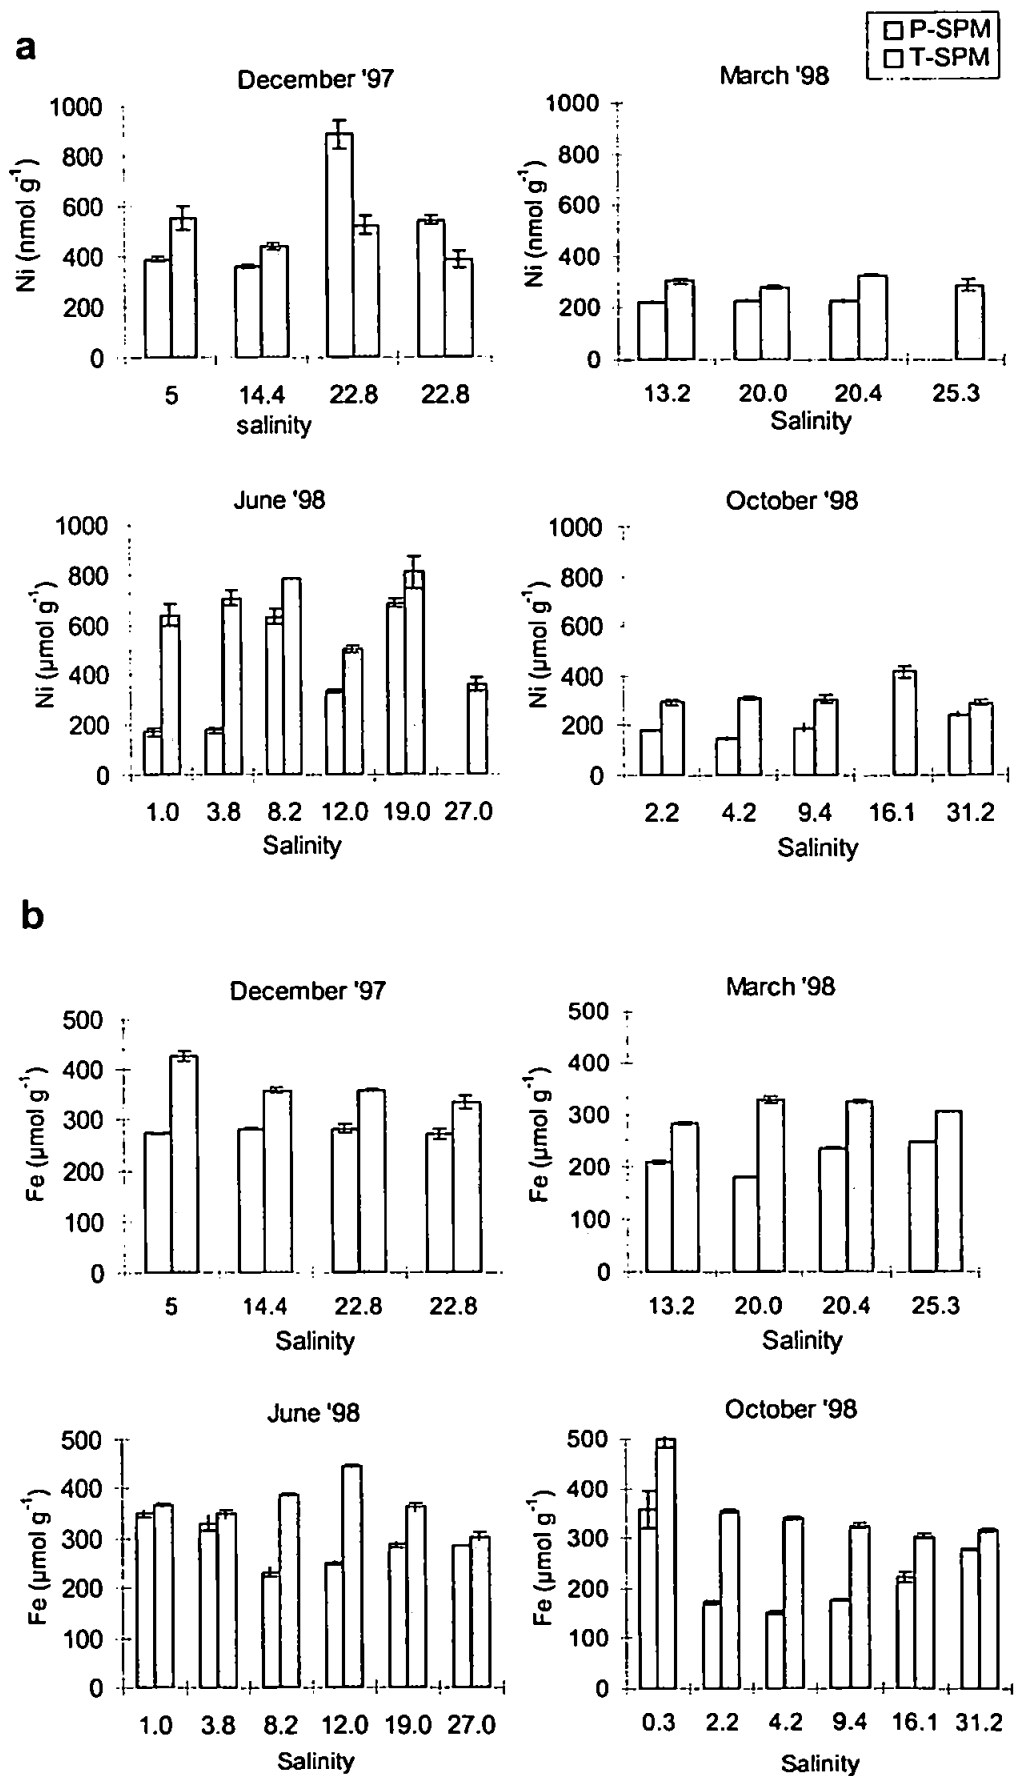 a
P-SPM
T-SPM
December '97
1000
800
600
400
200
0
Ni (nmol g⁻¹)
5 14.4 22.8 22.8
salinity
March '98
1000
800
600
400
200
0
Ni (nmol g⁻¹)
13.2 20.0 20.4 25.3
Salinity
June '98
1000
800
600
400
200
0
Ni (µmol g⁻¹)
1.0 3.8 8.2 12.0 19.0 27.0
Salinity
October '98
1000
800
600
400
200
0
Ni (µmol g⁻¹)
2.2 4.2 9.4 16.1 31.2
Salinity
b
December '97
500
400
300
200
100
0
Fe (µmol g⁻¹)
5 14.4 22.8 22.8
Salinity
March '98
500
400
300
200
100
0
Fe (µmol g⁻¹)
13.2 20.0 20.4 25.3
Salinity
June '98
500
400
300
200
100
0
Fe (µmol g⁻¹)
1.0 3.8 8.2 12.0 19.0 27.0
Salinity
October '98
500
400
300
200
100
0
Fe (µmol g⁻¹)
0.3 2.2 4.2 9.4 16.1 31.2
Salinity